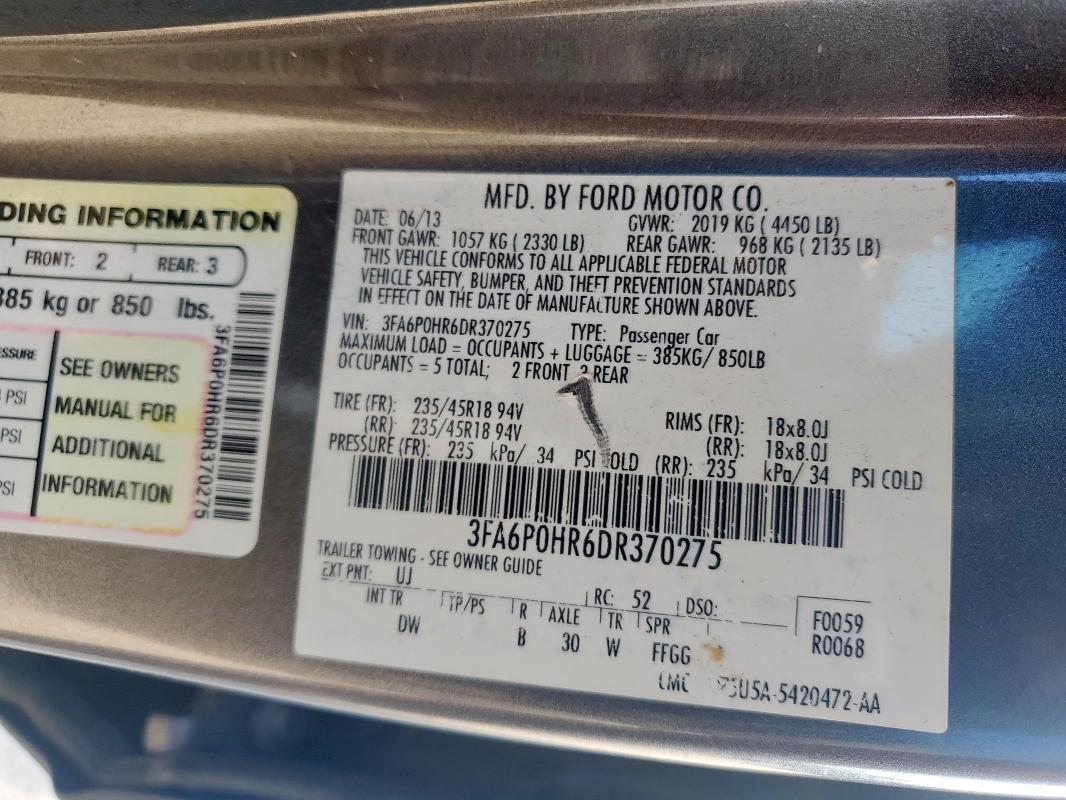 DING INFORMATION
FRONT: 2 REAR: 3
385 kg or 850 lbs.
ESSURE
PSI
PSI
PSI
SEE OWNERS
MANUAL FOR
ADDITIONAL
INFORMATION
3FA6P0HR6DR370275
MFD. BY FORD MOTOR CO.
DATE: 06/13 GVWR: 2019 KG ( 4450 LB)
FRONT GAWR: 1057 KG ( 2330 LB) REAR GAWR: 968 KG ( 2135 LB)
THIS VEHICLE CONFORMS TO ALL APPLICABLE FEDERAL MOTOR
VEHICLE SAFETY, BUMPER, AND THEFT PREVENTION STANDARDS
IN EFFECT ON THE DATE OF MANUFACTURE SHOWN ABOVE.
VIN: 3FA6P0HR6DR370275 TYPE: Passenger Car
MAXIMUM LOAD = OCCUPANTS + LUGGAGE = 385KG/ 850LB
OCCUPANTS = 5 TOTAL; 2 FRONT 3 REAR
TIRE (FR): 235/45R18 94V RIMS (FR): 18x8.0J
(RR): 235/45R18 94V (RR): 18x8.0J
PRESSURE (FR): 235 kPa/ 34 PSI COLD (RR): 235 kPa/ 34 PSI COLD
3FA6P0HR6DR370275
TRAILER TOWING - SEE OWNER GUIDE
EXT PNT: UJ RC: 52 DSO:
INT TR TP/PS R AXLE TR SPR
DW B 30 W FFGG
F0059
R0068
5U5A-5420472-AA